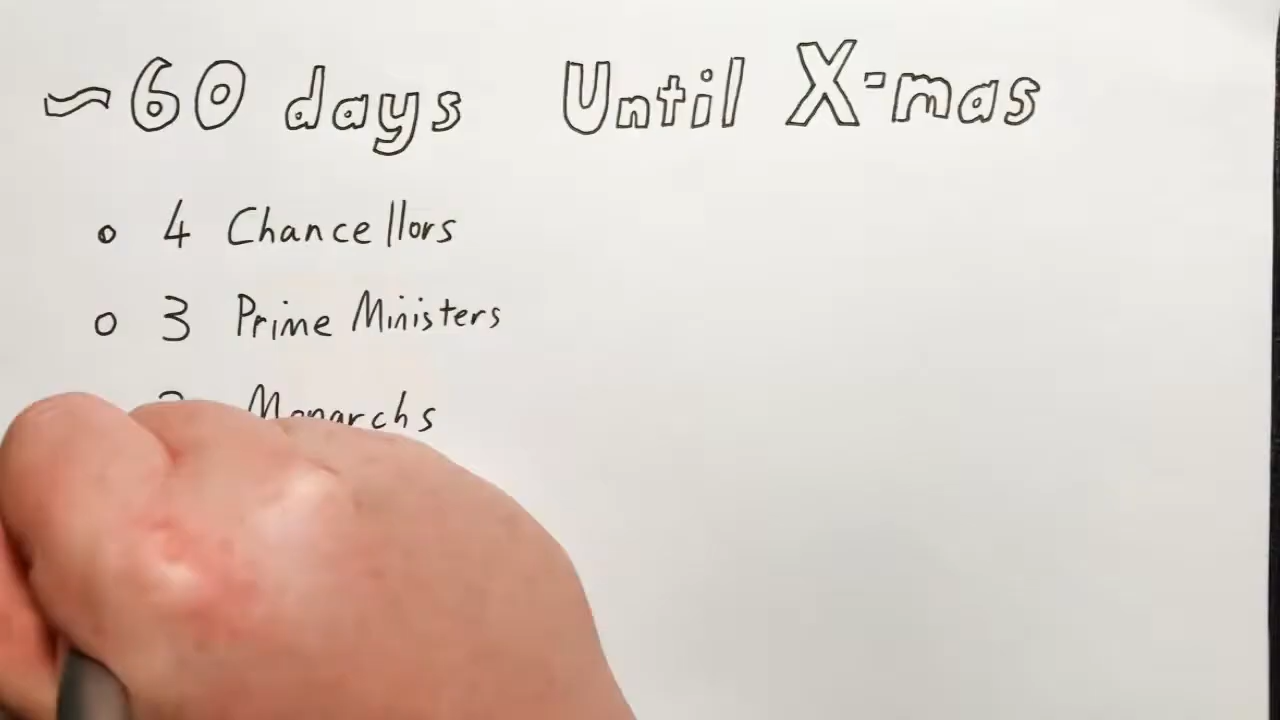 ~60 days Until X-mas
o 4 Chancellors
o 3 Prime Ministers
Monarchs